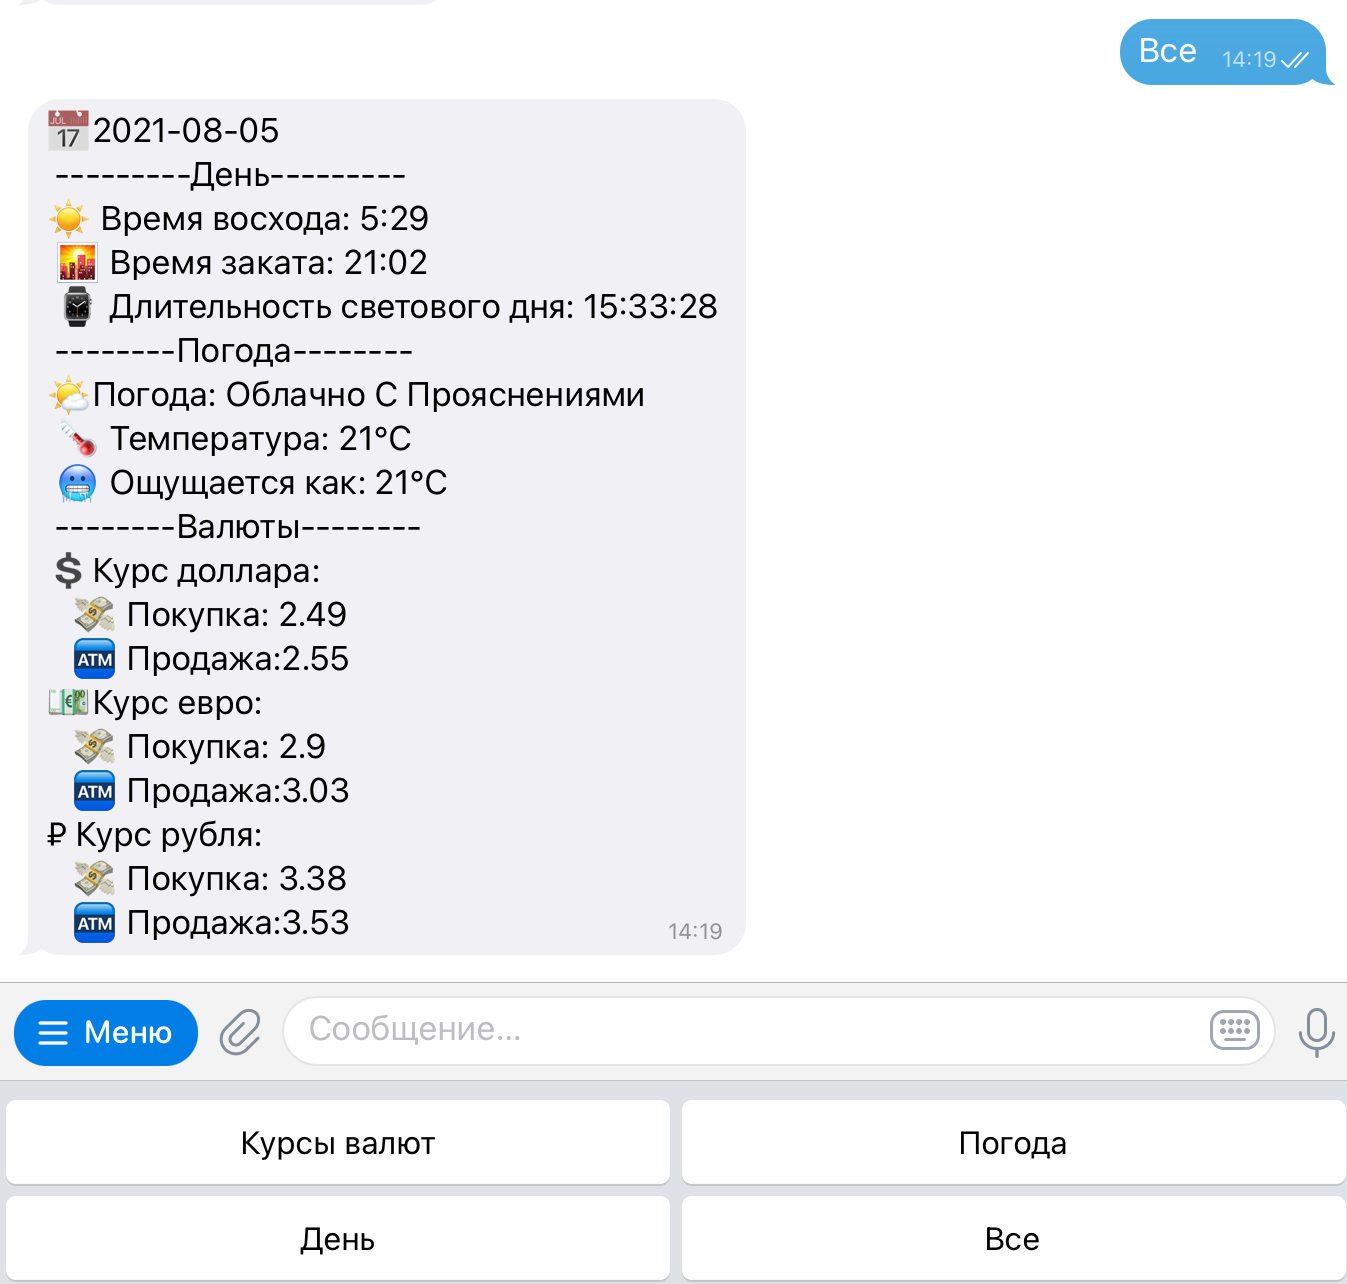 Все 14:19
2021-08-05
---------День---------
Время восхода: 5:29
Время заката: 21:02
Длительность светового дня: 15:33:28
--------Погода--------
Погода: Облачно С Прояснениями
Температура: 21°C
Ощущается как: 21°C
--------Валюты--------
$ Курс доллара:
Покупка: 2.49
ATM Продажа:2.55
Курс евро:
Покупка: 2.9
ATM Продажа:3.03
₽ Курс рубля:
Покупка: 3.38
ATM Продажа:3.53
14:19
Меню
Сообщение...
Курсы валют
Погода
День
Все